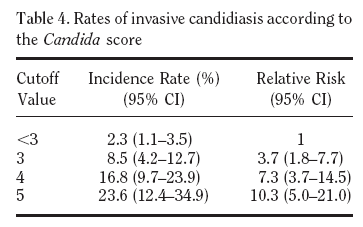 Table 4. Rates of invasive candidiasis according to
the Candida score
Cutoff Incidence Rate (%) Relative Risk
Value (95% CI) (95% CI)
<3 2.3 (1.1–3.5) 1
3 8.5 (4.2–12.7) 3.7 (1.8–7.7)
4 16.8 (9.7–23.9) 7.3 (3.7–14.5)
5 23.6 (12.4–34.9) 10.3 (5.0–21.0)